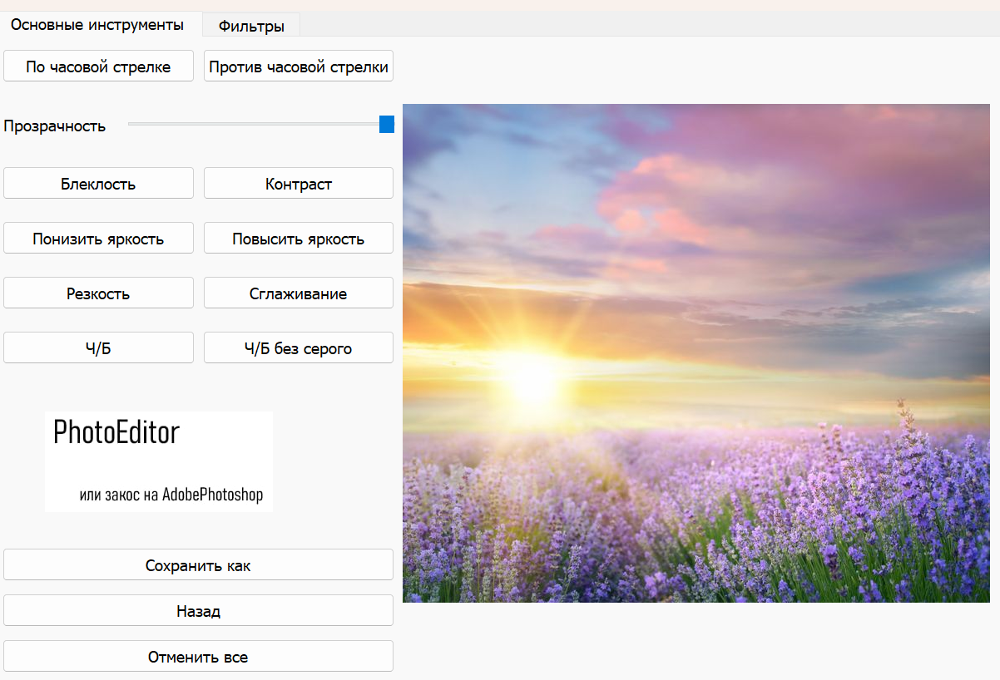 Основные инструменты
Фильтры
По часовой стрелке
Против часовой стрелки
Прозрачность
Блеклость
Контраст
Понизить яркость
Повысить яркость
Резкость
Сглаживание
Ч/Б
Ч/Б без серого
PhotoEditor
или закос на AdobePhotoshop
Сохранить как
Назад
Отменить все